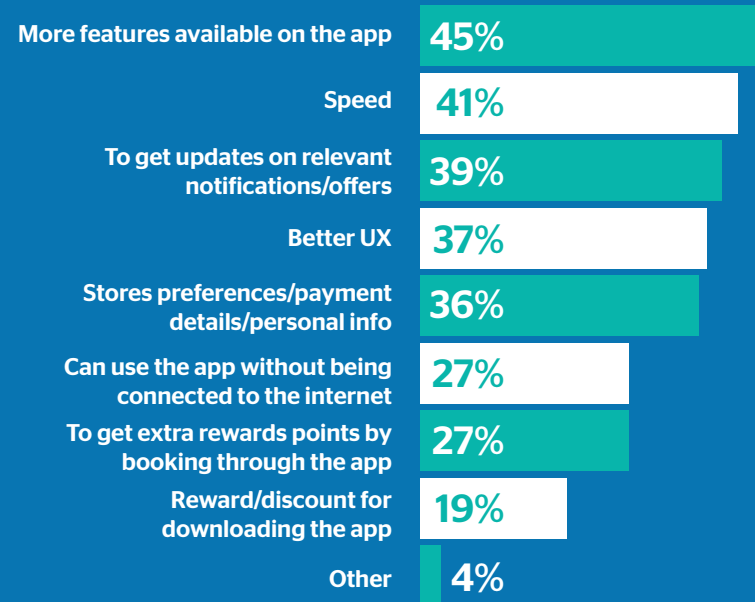 More features available on the app 45%
Speed 41%
To get updates on relevant
notifications/offers 39%
Better UX 37%
Stores preferences/payment
details/personal info 36%
Can use the app without being
connected to the internet 27%
To get extra rewards points by
booking through the app 27%
Reward/discount for
downloading the app 19%
Other 4%